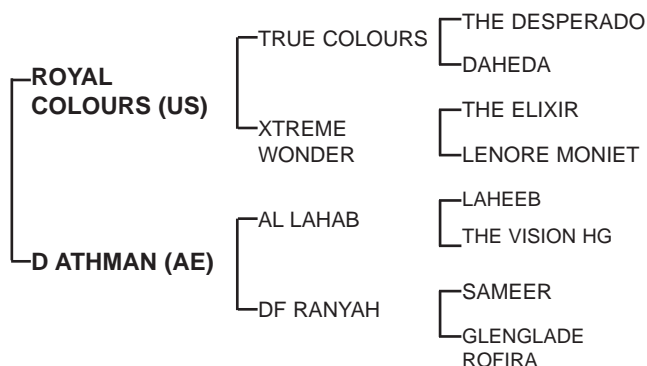 THE DESPERADO
TRUE COLOURS
DAHEDA
ROYAL
COLOURS (US)
THE ELIXIR
XTREME
WONDER
LENORE MONIET
LAHEEB
AL LAHAB
THE VISION HG
D ATHMAN (AE)
SAMEER
DF RANYAH
GLENGLADE
ROFIRA